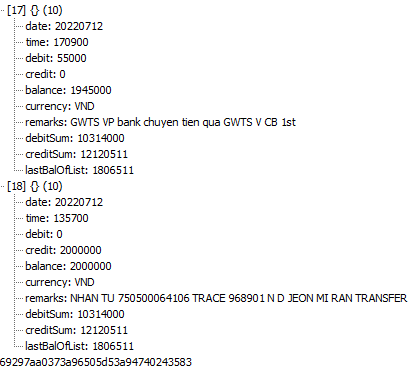 [17] {} (10)
date: 20220712
time: 170900
debit: 55000
credit: 0
balance: 1945000
currency: VND
remarks: GWTS VP bank chuyen tien qua GWTS V CB 1st
debitSum: 10314000
creditSum: 12120511
lastBalOfList: 1806511
[18] {} (10)
date: 20220712
time: 135700
debit: 0
credit: 2000000
balance: 2000000
currency: VND
remarks: NHAN TU 750500064106 TRACE 968901 N D JEON MI RAN TRANSFER
debitSum: 10314000
creditSum: 12120511
lastBalOfList: 1806511
69297aa0373a96505d53a94740243583